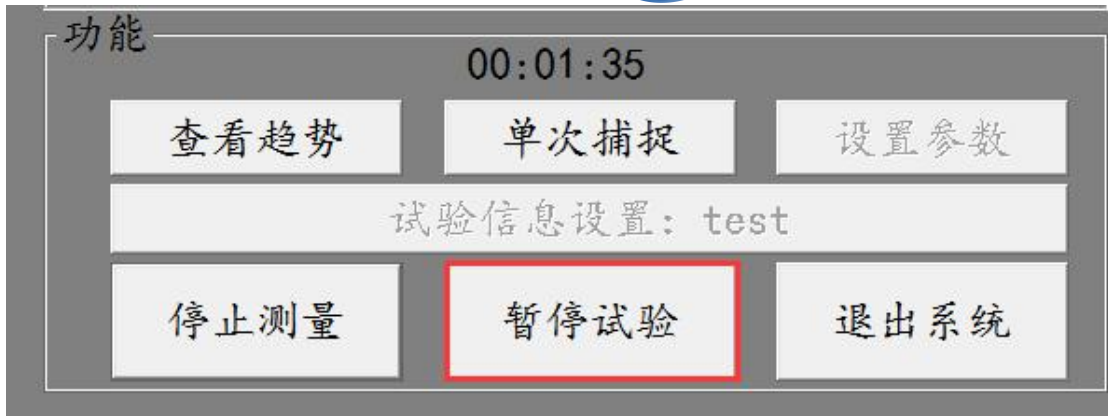 功能
00:01:35
查看趋势 单次捕捉 设置参数
试验信息设置: test
停止测量 暂停试验 退出系统